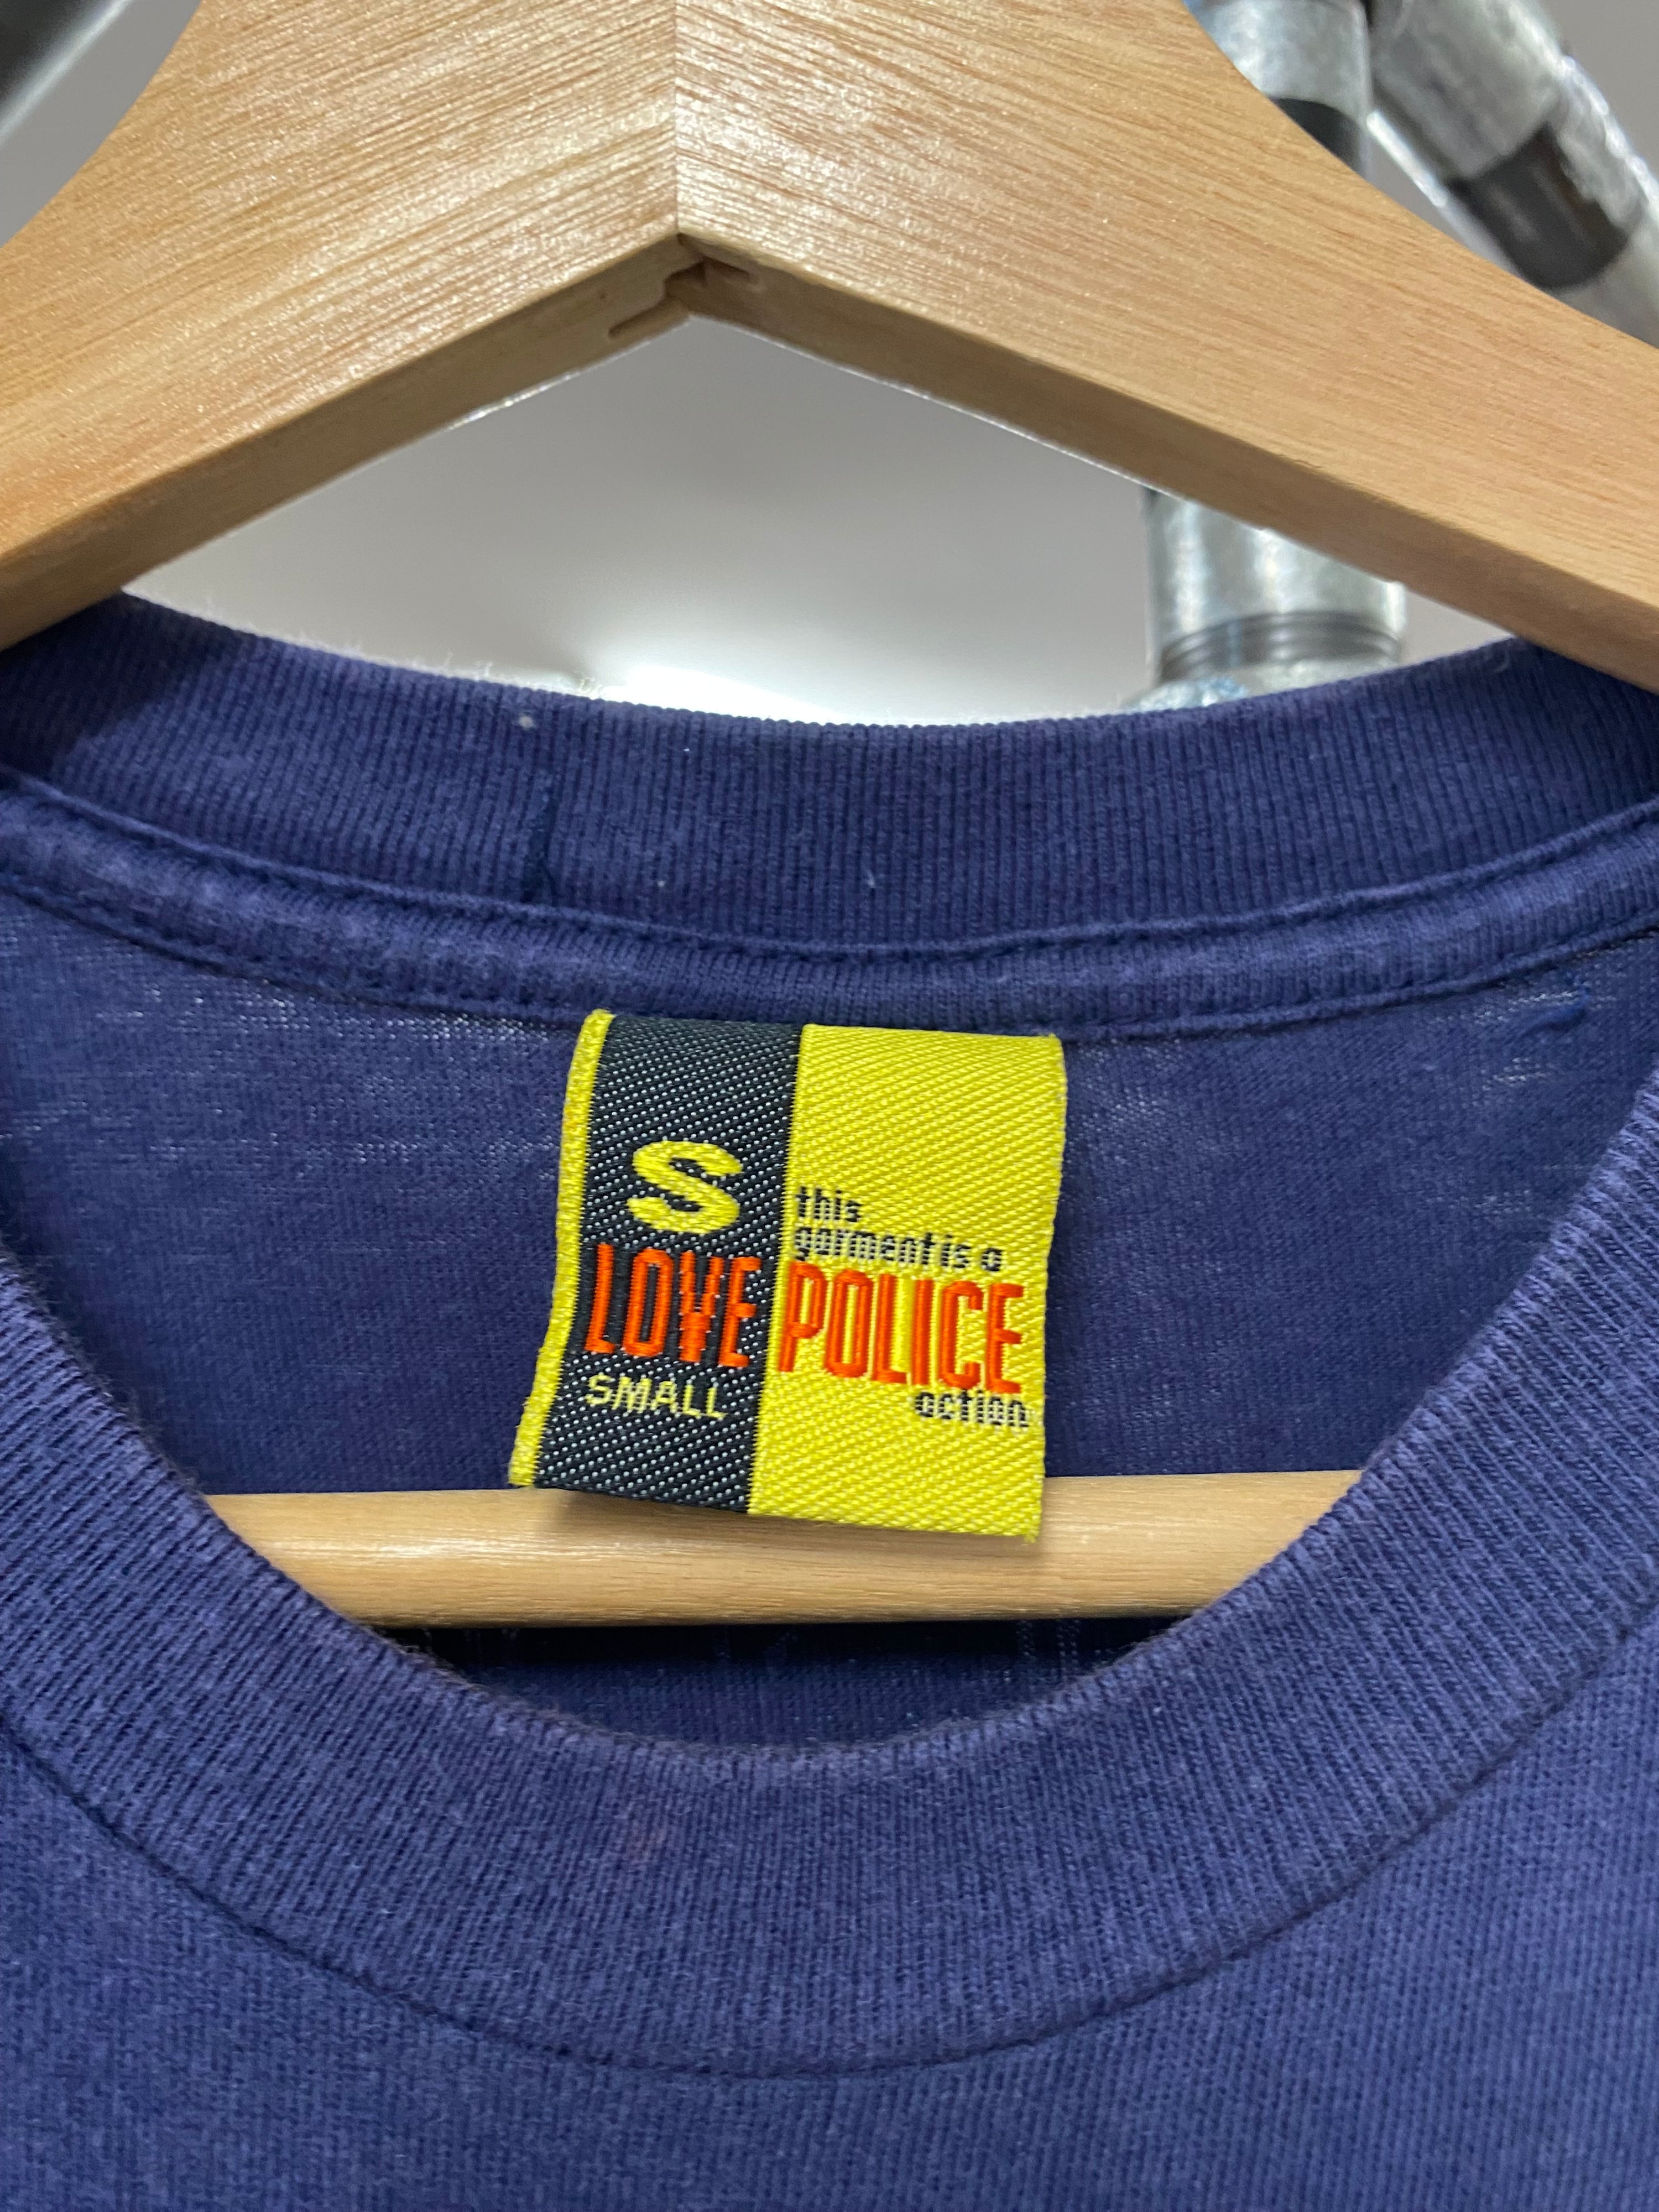 S
this
garment is a
LOVE POLICE
SMALL
action